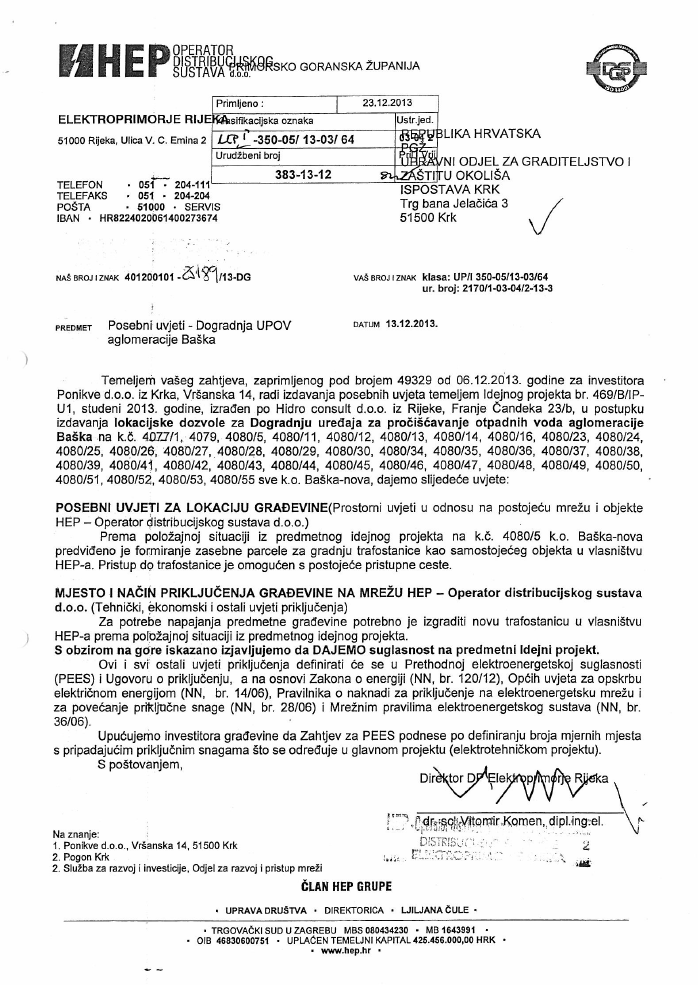 HEP OPERATOR
DISTRIBUCIJSKOG
SUSTAVA d.o.o.
PRIMORSKO GORANSKA ŽUPANIJA
Primljeno : 23.12.2013
ELEKTROPRIMORJE RIJEKA
Klasifikacijska oznaka Ustr.jed.
51000 Rijeka, Ulica V. C. Emina 2
-350-05/ 13-03/ 64
Urudžbeni broj
383-13-12
REPUBLIKA HRVATSKA
PGŽ
UPRAVNI ODJEL ZA GRADITELJSTVO I
ZAŠTITU OKOLIŠA
ISPOSTAVA KRK
Trg bana Jelačića 3
51500 Krk
TELEFON · 051 · 204-111
TELEFAKS · 051 · 204-204
POŠTA · 51000 · SERVIS
IBAN · HR8224020061400273674
NAŠ BROJ I ZNAK 401200101 - /13-DG
VAŠ BROJ I ZNAK klasa: UP/I 350-05/13-03/64
ur. broj: 2170/1-03-04/2-13-3
PREDMET Posebni uvjeti - Dogradnja UPOV
aglomeracije Baška
DATUM 13.12.2013.
Temeljem vašeg zahtjeva, zaprimljenog pod brojem 49329 od 06.12.2013. godine za investitora
Ponikve d.o.o. iz Krka, Vršanska 14, radi izdavanja posebnih uvjeta temeljem Idejnog projekta br. 469/B/IP-
U1, studeni 2013. godine, izrađen po Hidro consult d.o.o. iz Rijeke, Franje Čandeka 23/b, u postupku
izdavanja lokacijske dozvole za Dogradnju uređaja za pročišćavanje otpadnih voda aglomeracije
Baška na k.č. 4077/1, 4079, 4080/5, 4080/11, 4080/12, 4080/13, 4080/14, 4080/16, 4080/23, 4080/24,
4080/25, 4080/26, 4080/27, 4080/28, 4080/29, 4080/30, 4080/34, 4080/35, 4080/36, 4080/37, 4080/38,
4080/39, 4080/41, 4080/42, 4080/43, 4080/44, 4080/45, 4080/46, 4080/47, 4080/48, 4080/49, 4080/50,
4080/51, 4080/52, 4080/53, 4080/55 sve k.o. Baška-nova, dajemo slijedeće uvjete:
POSEBNI UVJETI ZA LOKACIJU GRAĐEVINE(Prostorni uvjeti u odnosu na postojeću mrežu i objekte
HEP – Operator distribucijskog sustava d.o.o.)
Prema položajnoj situaciji iz predmetnog idejnog projekta na k.č. 4080/5 k.o. Baška-nova
predviđeno je formiranje zasebne parcele za gradnju trafostanice kao samostojećeg objekta u vlasništvu
HEP-a. Pristup do trafostanice je omogućen s postojeće pristupne ceste.
MJESTO I NAČIN PRIKLJUČENJA GRAĐEVINE NA MREŽU HEP – Operator distribucijskog sustava
d.o.o. (Tehnički, ekonomski i ostali uvjeti priključenja)
Za potrebe napajanja predmetne građevine potrebno je izgraditi novu trafostanicu u vlasništvu
HEP-a prema položajnoj situaciji iz predmetnog idejnog projekta.
S obzirom na gore iskazano izjavljujemo da DAJEMO suglasnost na predmetni Idejni projekt.
Ovi i svi ostali uvjeti priključenja definirati će se u Prethodnoj elektroenergetskoj suglasnosti
(PEES) i Ugovoru o priključenju, a na osnovi Zakona o energiji (NN, br. 120/12), Općih uvjeta za opskrbu
električnom energijom (NN, br. 14/06), Pravilnika o naknadi za priključenje na elektroenergetsku mrežu i
za povećanje priključne snage (NN, br. 28/06) i Mrežnim pravilima elektroenergetskog sustava (NN, br.
36/06).
Upućujemo investitora građevine da Zahtjev za PEES podnese po definiranju broja mjernih mjesta
s pripadajućim priključnim snagama što se određuje u glavnom projektu (elektrotehničkom projektu).
S poštovanjem,
Direktor DP Elektroprimorje Rijeka
dr. sc. Vitomir Komen, dipl.ing.el.
2
Na znanje:
1. Ponikve d.o.o., Vršanska 14, 51500 Krk
2. Pogon Krk
2. Služba za razvoj i investicije, Odjel za razvoj i pristup mreži
ČLAN HEP GRUPE
· UPRAVA DRUŠTVA · DIREKTORICA · LJILJANA ČULE ·
· TRGOVAČKI SUD U ZAGREBU MBS 080434230 · MB 1643991 ·
· OIB 46830600751 · UPLAĆEN TEMELJNI KAPITAL 425.456.000,00 HRK ·
· www.hep.hr ·